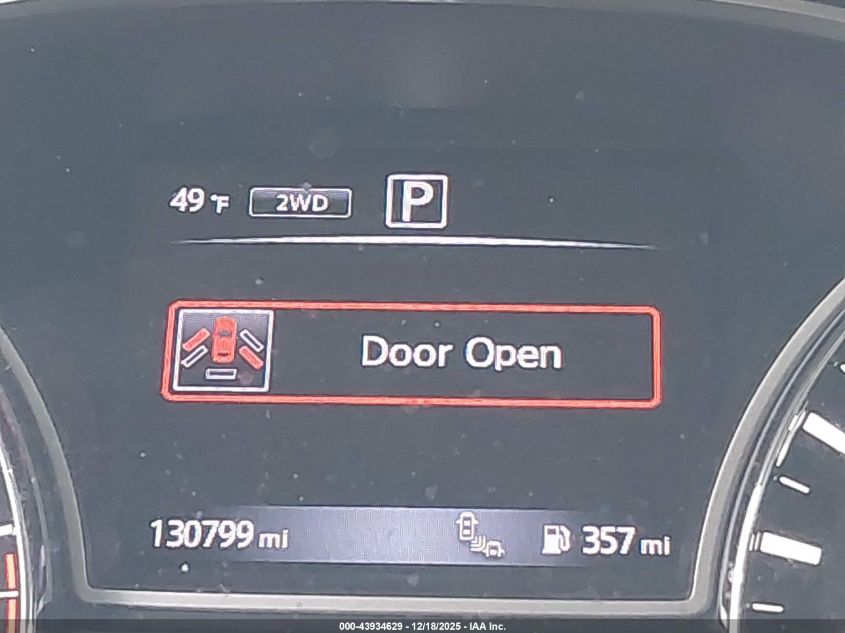 49 °F 2WD P
Door Open
130799 mi 357 mi
000-43934629 - 12/18/2025 - IAA Inc.